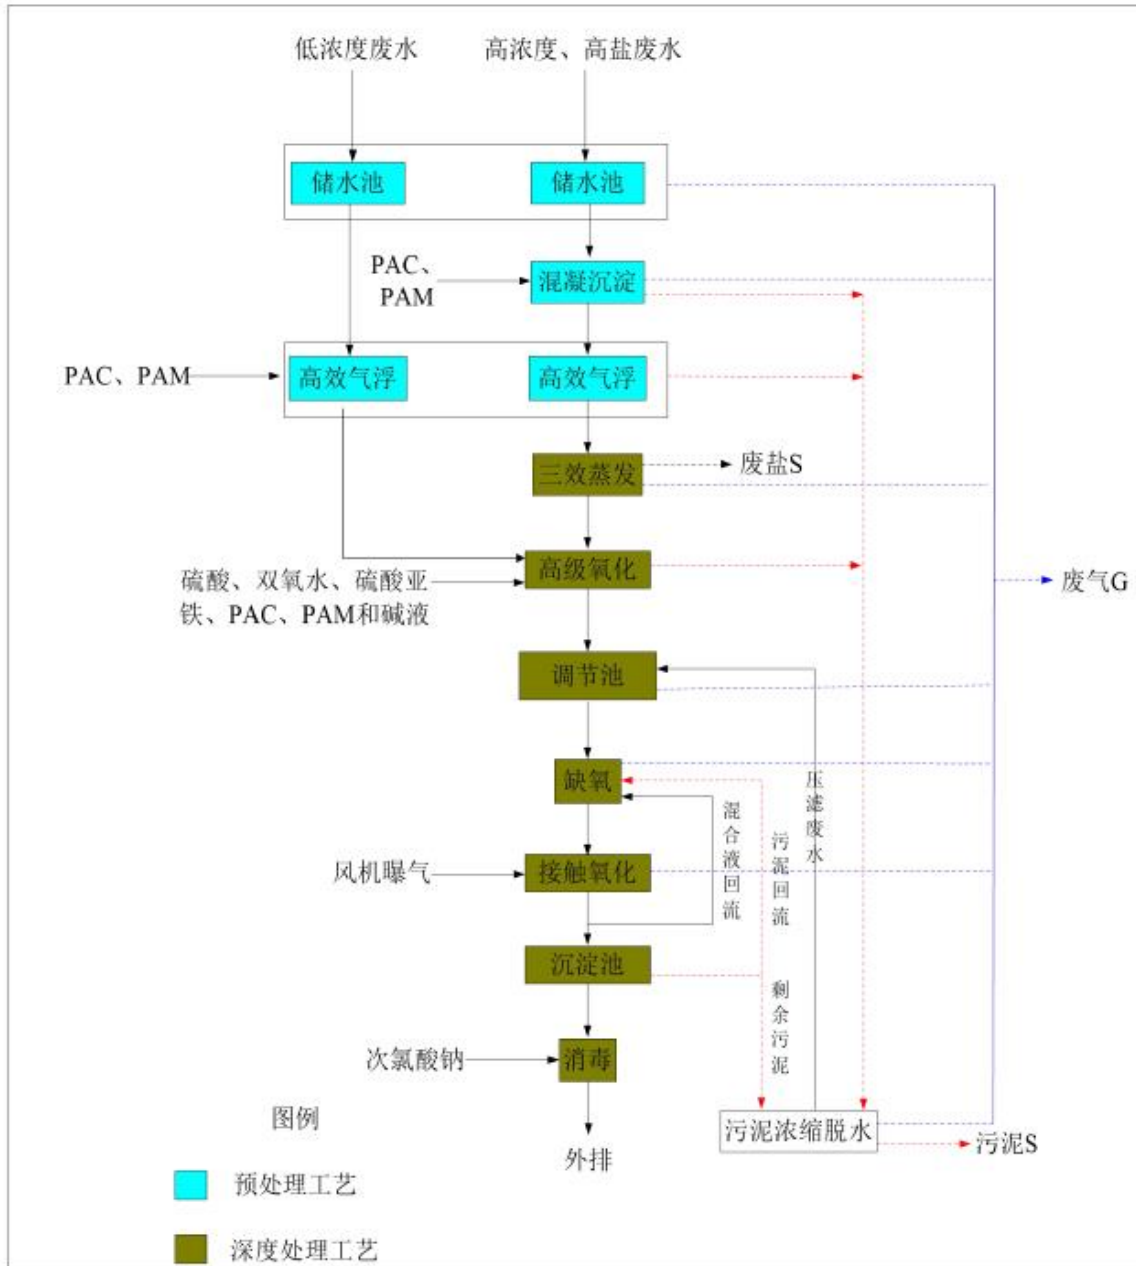 低浓度废水
高浓度、高盐废水
储水池
储水池
PAC、
PAM
混凝沉淀
PAC、PAM
高效气浮
高效气浮
三效蒸发
废盐S
硫酸、双氧水、硫酸亚
铁、PAC、PAM和碱液
高级氧化
废气G
调节池
缺氧
混合液回流
污泥回流
压滤废水
风机曝气
接触氧化
沉淀池
剩余污泥
次氯酸钠
消毒
图例
污泥浓缩脱水
污泥S
外排
预处理工艺
深度处理工艺